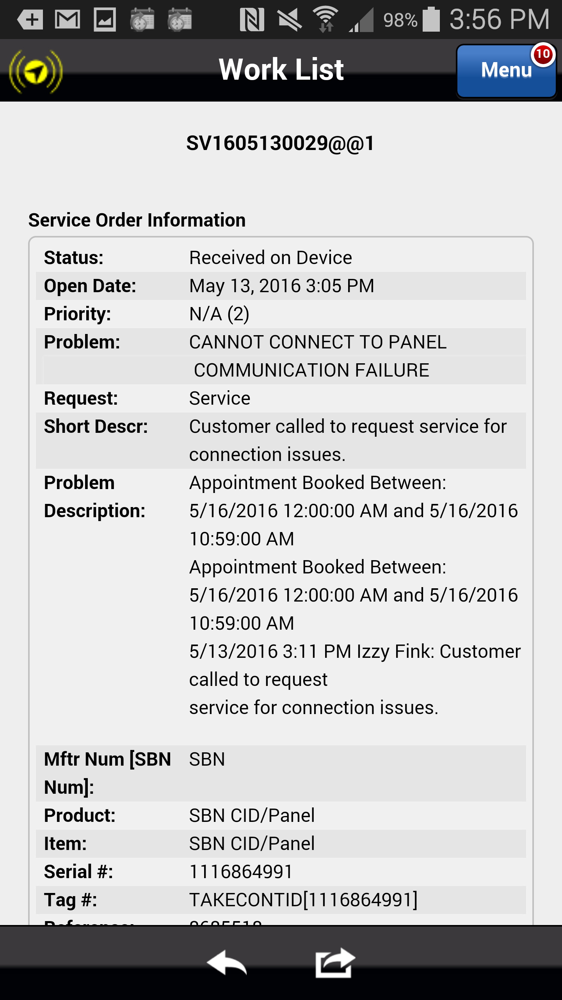 98% 3:56 PM
Work List
Menu
10
SV1605130029@@1
Service Order Information
Status: Received on Device
Open Date: May 13, 2016 3:05 PM
Priority: N/A (2)
Problem: CANNOT CONNECT TO PANEL
COMMUNICATION FAILURE
Request: Service
Short Descr: Customer called to request service for
connection issues.
Problem Appointment Booked Between:
Description: 5/16/2016 12:00:00 AM and 5/16/2016
10:59:00 AM
Appointment Booked Between:
5/16/2016 12:00:00 AM and 5/16/2016
10:59:00 AM
5/13/2016 3:11 PM Izzy Fink: Customer
called to request
service for connection issues.
Mftr Num [SBN SBN
Num]:
Product: SBN CID/Panel
Item: SBN CID/Panel
Serial #: 1116864991
Tag #: TAKECONTID[1116864991]